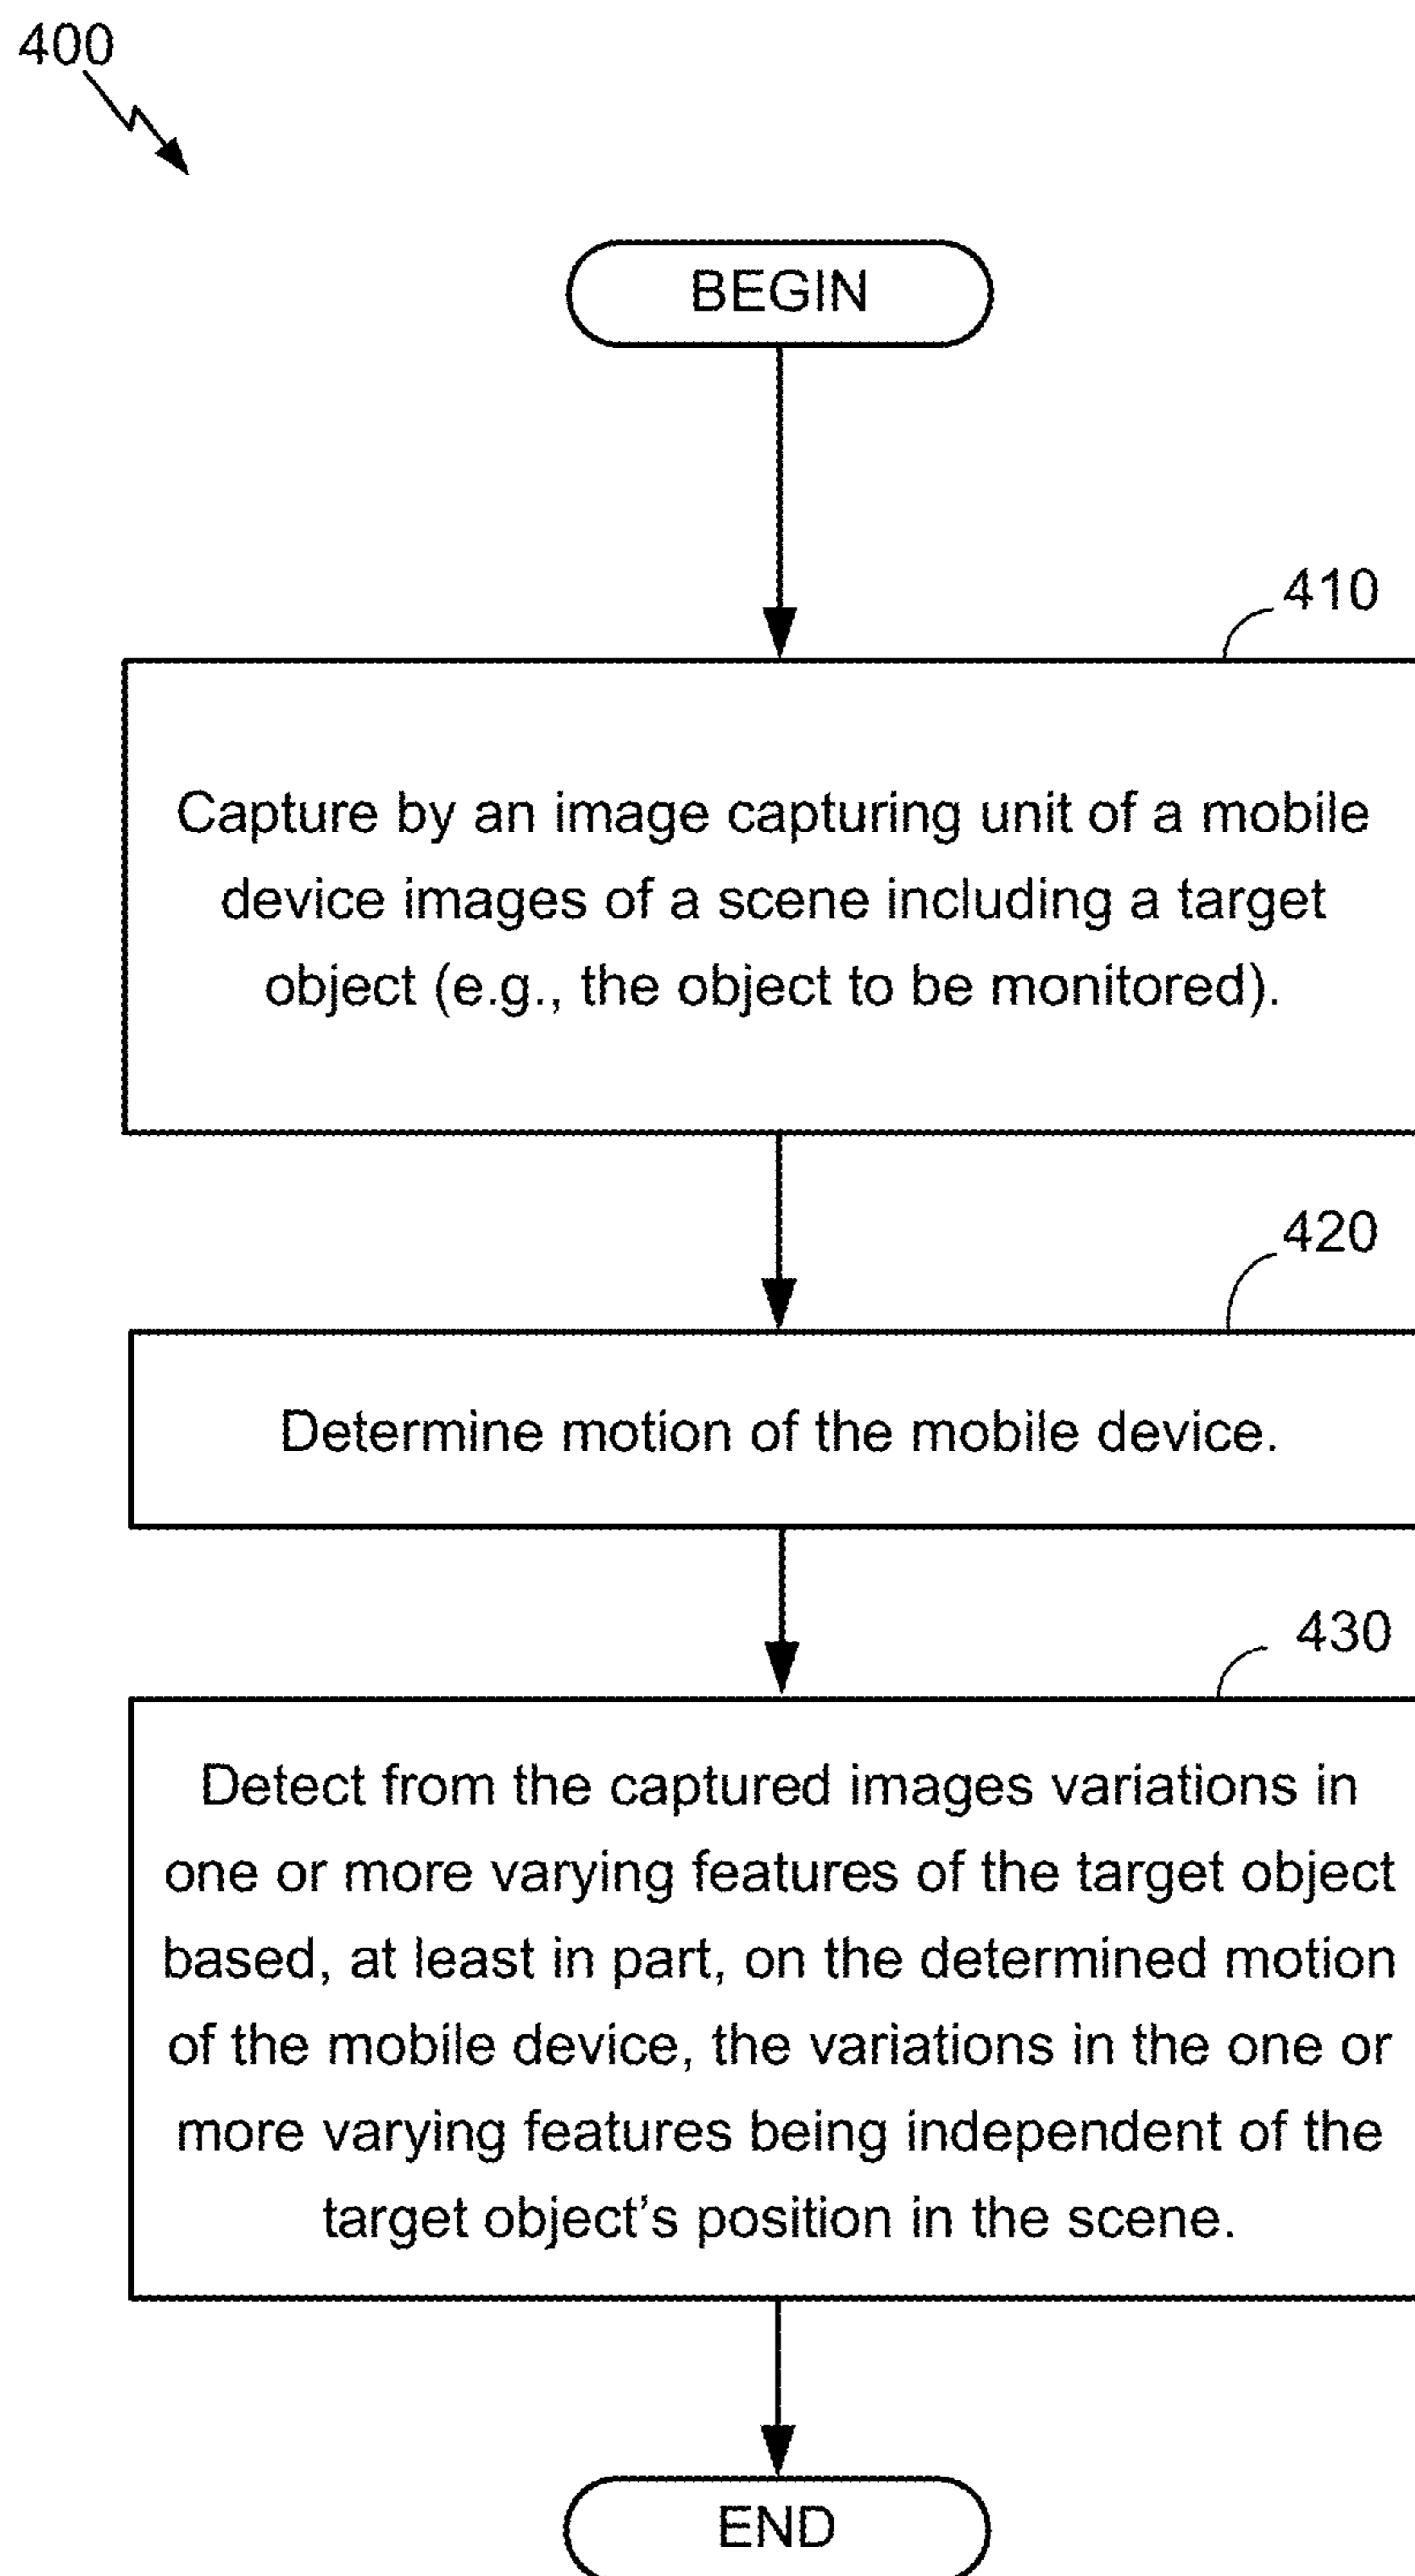 400
BEGIN
410
Capture by an image capturing unit of a mobile
device images of a scene including a target
object (e.g., the object to be monitored).
420
Determine motion of the mobile device.
430
Detect from the captured images variations in
one or more varying features of the target object
based, at least in part, on the determined motion
of the mobile device, the variations in the one or
more varying features being independent of the
target object’s position in the scene.
END